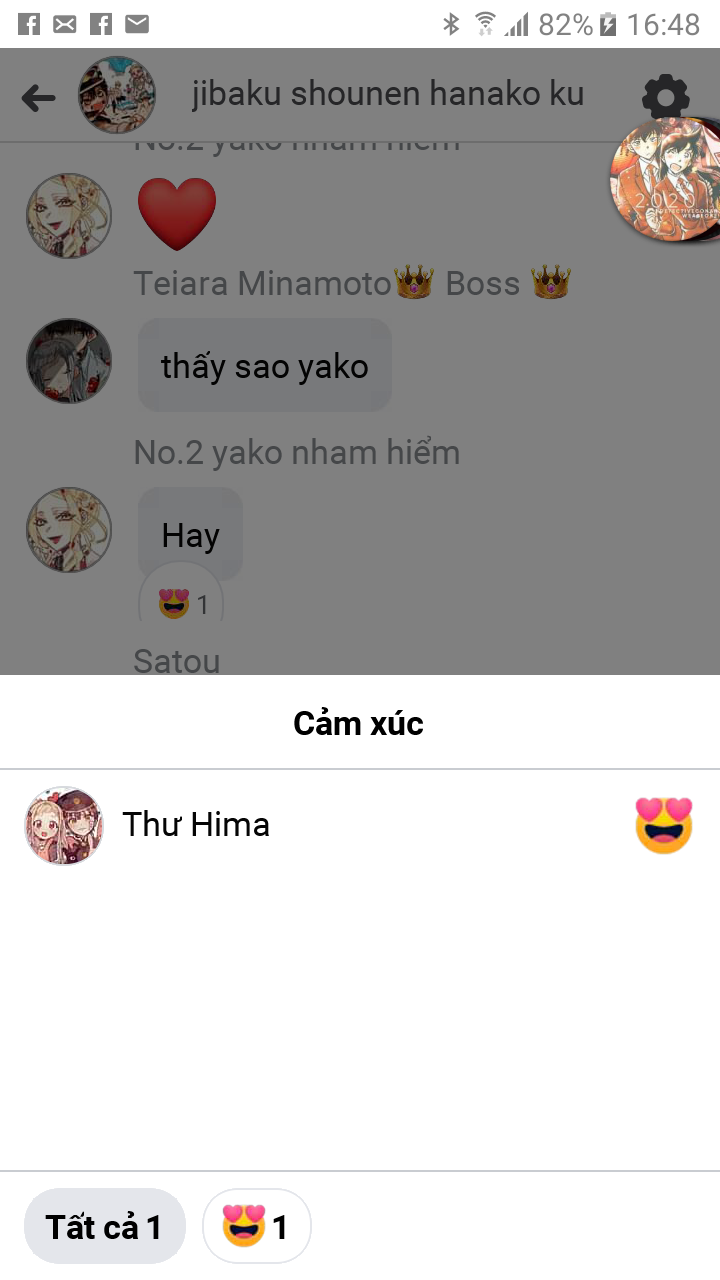 82% 16:48
jibaku shounen hanako ku
No.2 yako nham hiểm
Teiara Minamoto Boss
thấy sao yako
No.2 yako nham hiểm
Hay
1
Satou
Cảm xúc
Thư Hima
Tất cả 1
1
2020